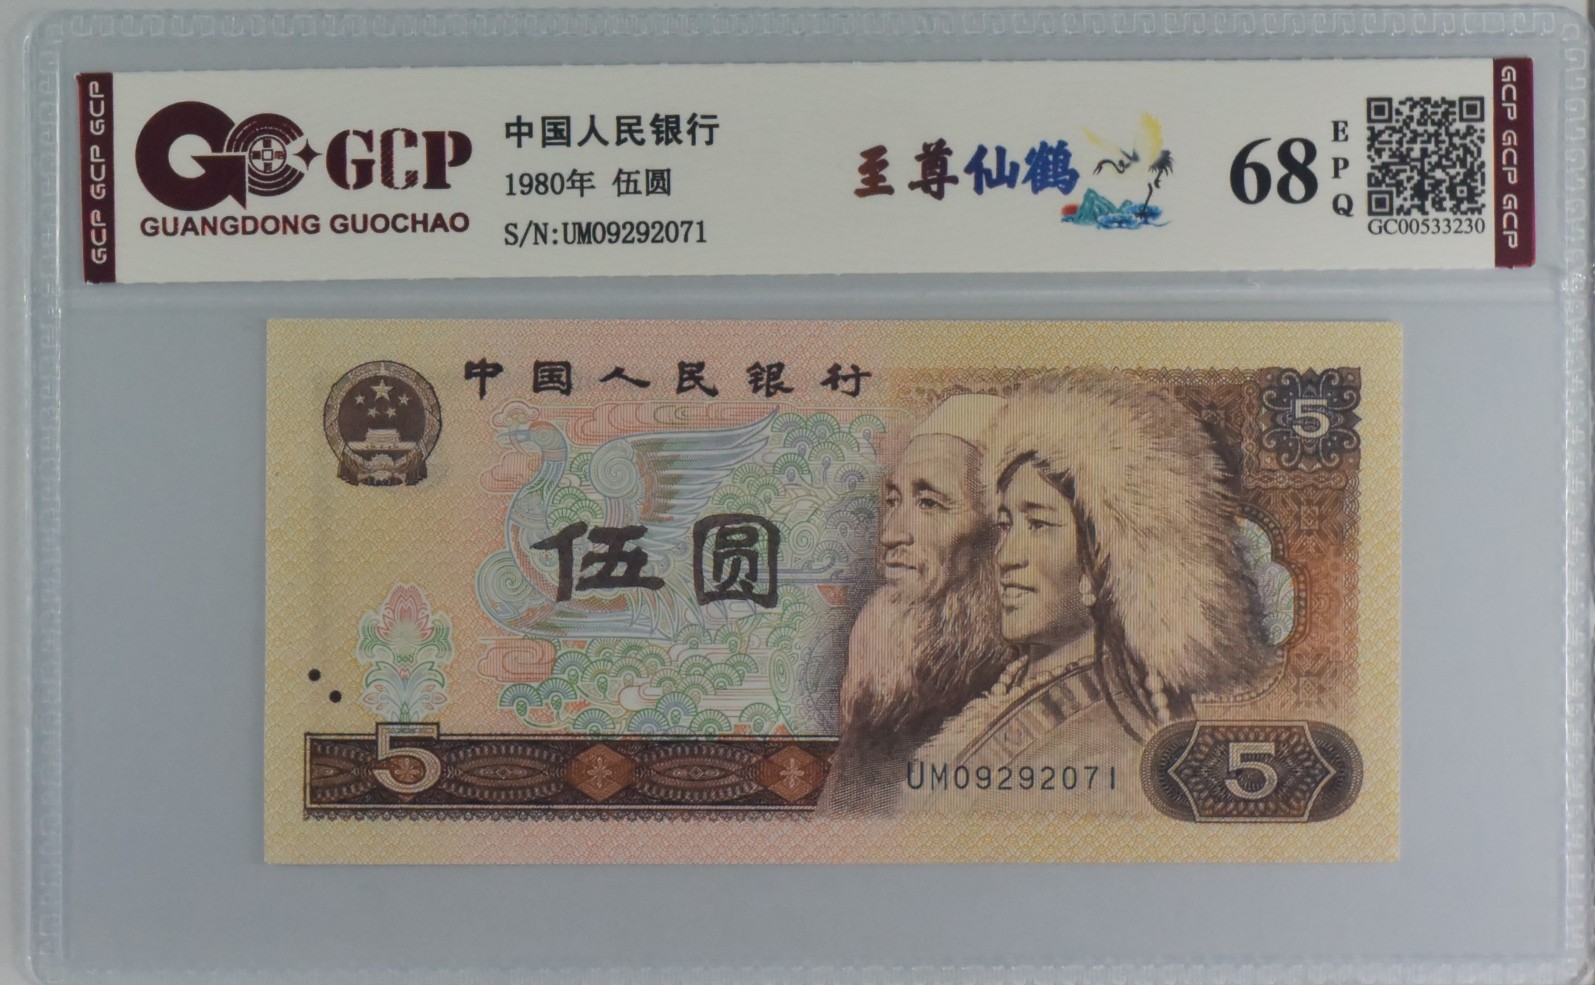 GCP GCP GCP
GCP
GUANGDONG GUOCHAO
中国人民银行
1980年 伍圆
S/N:UM09292071
至尊仙鹤
68
EPQ
GC00533230
GCP GCP GCP
中国人民银行
5
伍圆
5
UM09292071
5